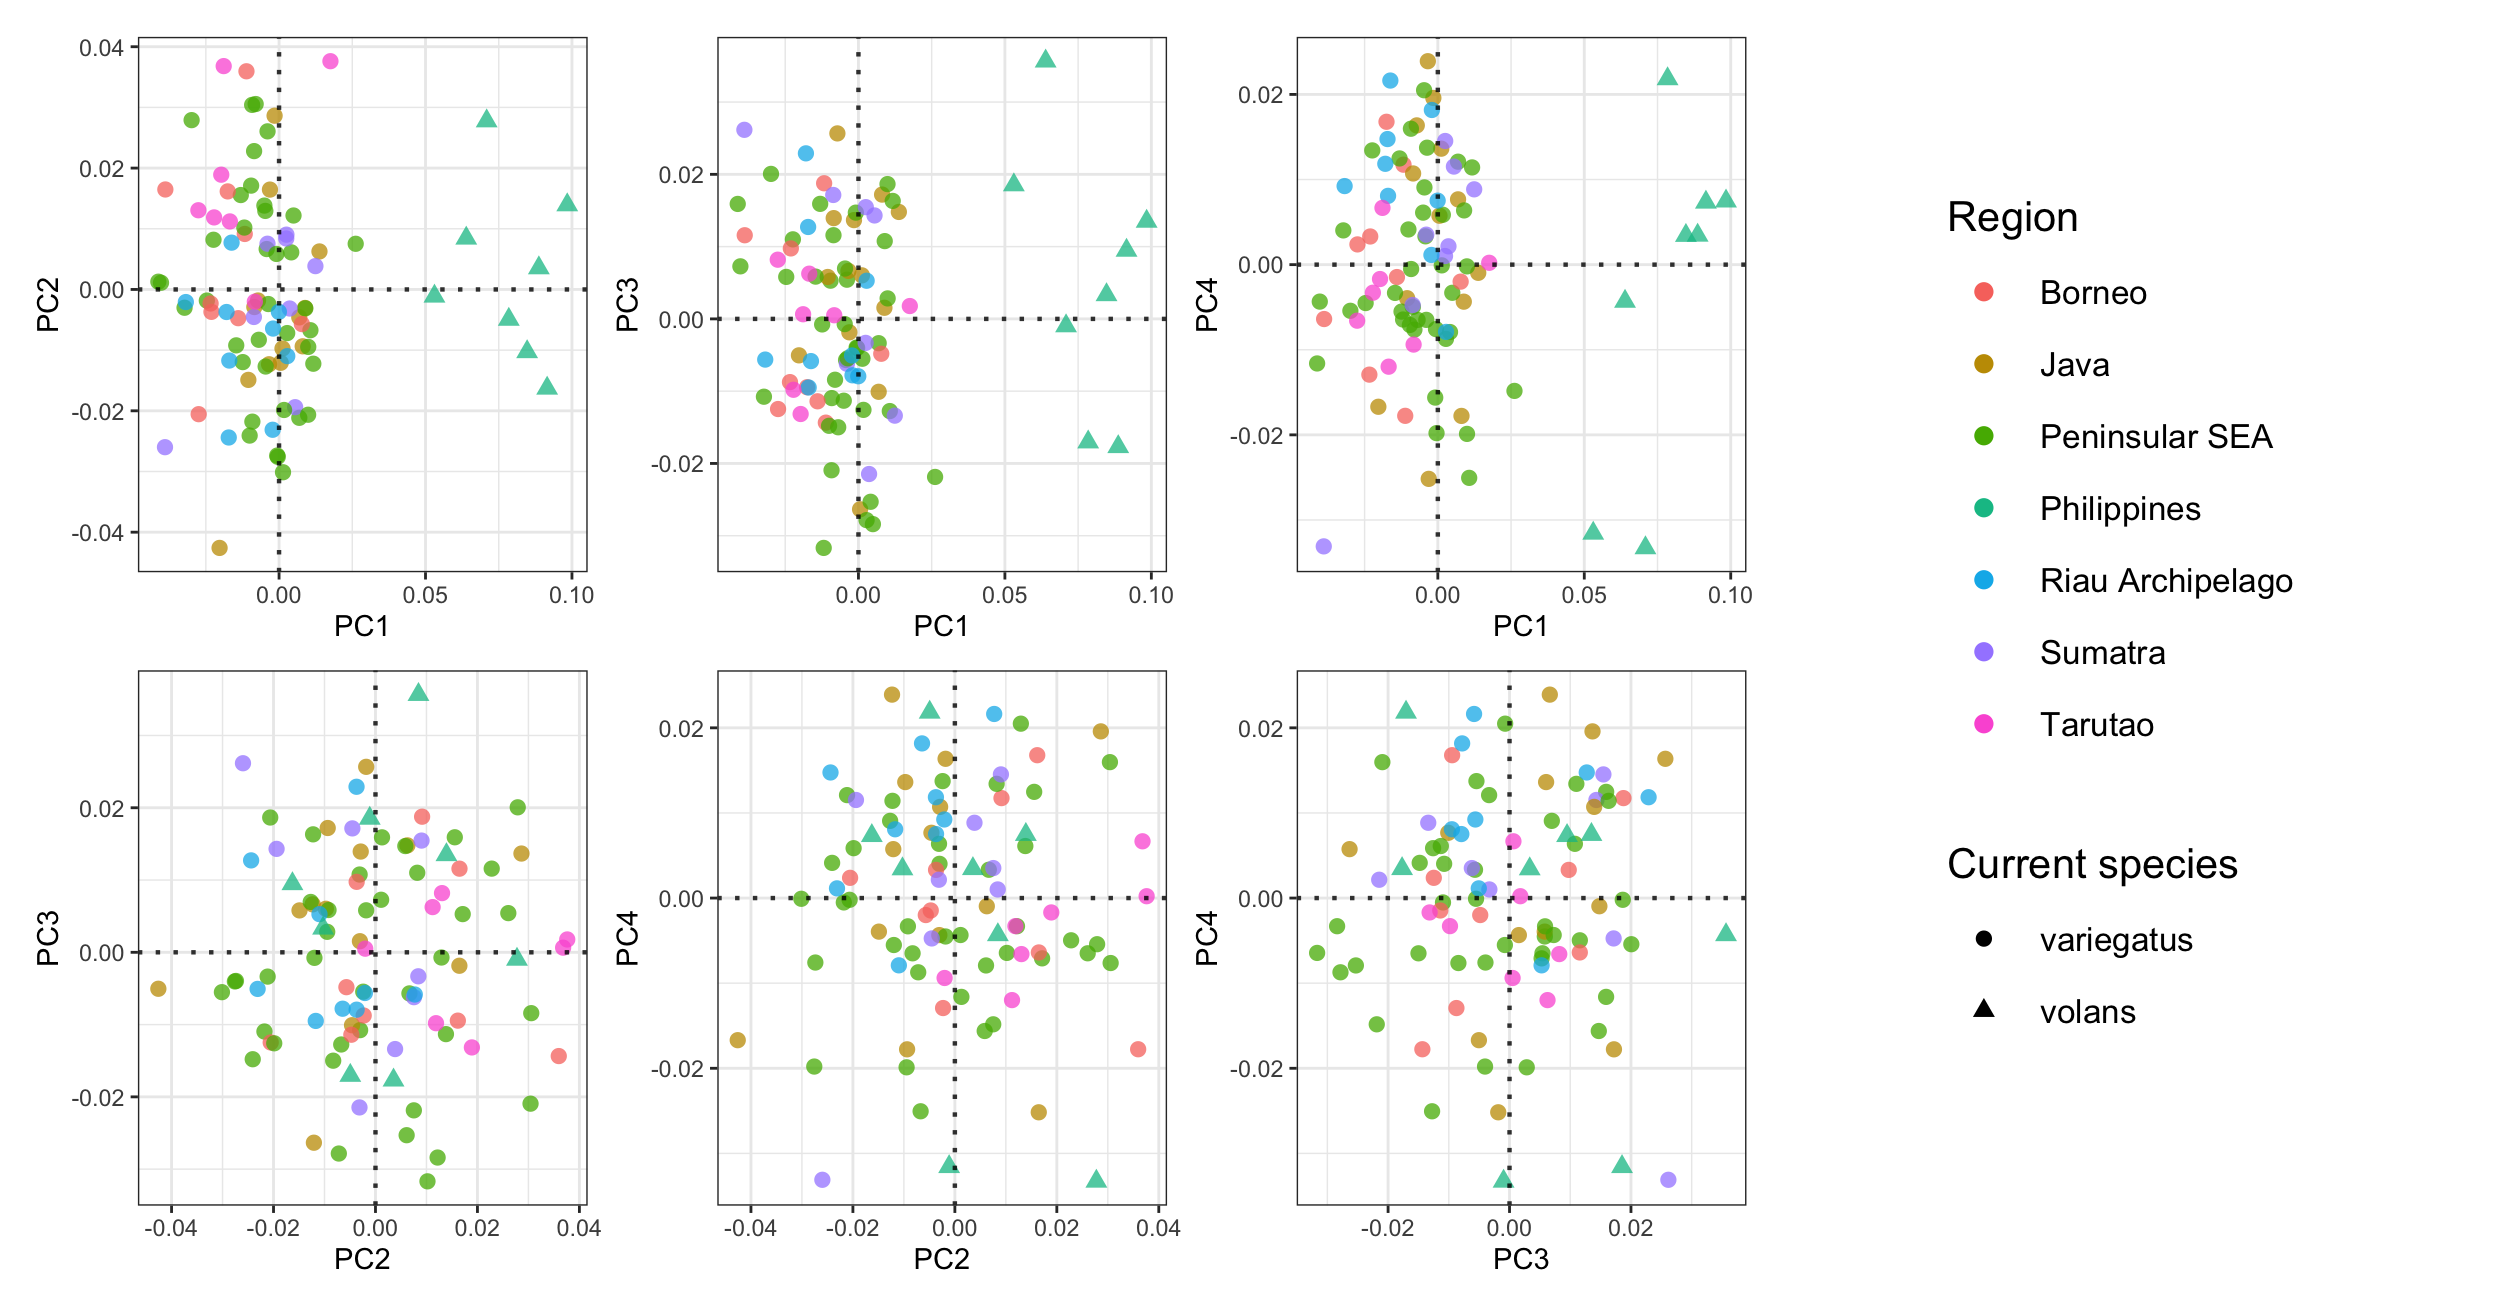 0.04
0.02
0.00
-0.02
-0.04
PC2
0.00 0.05 0.10
PC1
0.02
0.00
-0.02
PC3
0.00 0.05 0.10
PC1
0.02
0.00
-0.02
PC4
0.00 0.05 0.10
PC1
0.02
0.00
-0.02
PC3
-0.04 -0.02 0.00 0.02 0.04
PC2
0.02
0.00
-0.02
PC4
-0.04 -0.02 0.00 0.02 0.04
PC2
0.02
0.00
-0.02
PC4
-0.02 0.00 0.02
PC3
Region
Borneo
Java
Peninsular SEA
Philippines
Riau Archipelago
Sumatra
Tarutao
Current species
variegatus
volans